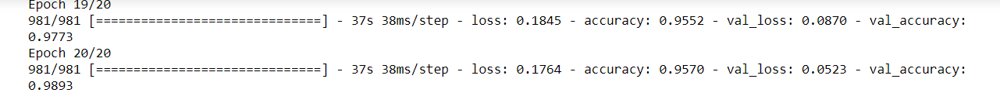 Epoch 19/20
981/981 [==============================] - 37s 38ms/step - loss: 0.1845 - accuracy: 0.9552 - val_loss: 0.0870 - val_accuracy:
0.9773
Epoch 20/20
981/981 [==============================] - 37s 38ms/step - loss: 0.1764 - accuracy: 0.9570 - val_loss: 0.0523 - val_accuracy:
0.9893